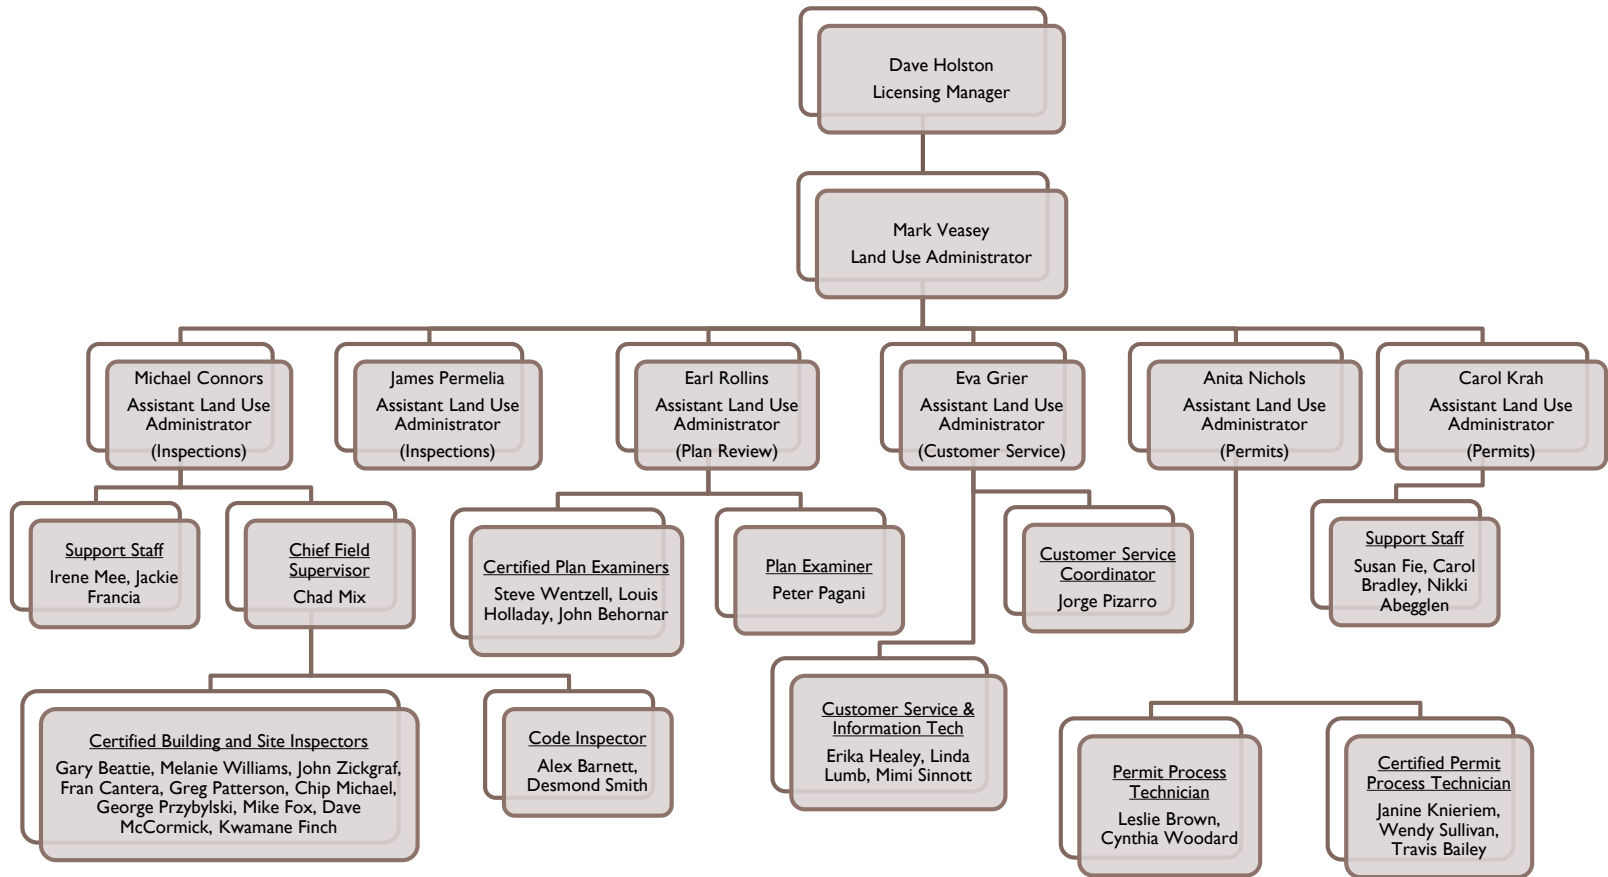 Dave Holston
Licensing Manager
Mark Veasey
Land Use Administrator
Michael Connors
Assistant Land Use
Administrator
(Inspections)
James Permelia
Assistant Land Use
Administrator
(Inspections)
Earl Rollins
Assistant Land Use
Administrator
(Plan Review)
Eva Grier
Assistant Land Use
Administrator
(Customer Service)
Anita Nichols
Assistant Land Use
Administrator
(Permits)
Carol Krah
Assistant Land Use
Administrator
(Permits)
Support Staff
Irene Mee, Jackie
Francia
Chief Field
Supervisor
Chad Mix
Certified Plan Examiners
Steve Wentzell, Louis
Holladay, John Behornar
Plan Examiner
Peter Pagani
Customer Service
Coordinator
Jorge Pizarro
Support Staff
Susan Fie, Carol
Bradley, Nikki
Abegglen
Certified Building and Site Inspectors
Gary Beattie, Melanie Williams, John Zickgraf,
Fran Cantera, Greg Patterson, Chip Michael,
George Przybylski, Mike Fox, Dave
McCormick, Kwamane Finch
Code Inspector
Alex Barnett,
Desmond Smith
Customer Service &
Information Tech
Erika Healey, Linda
Lumb, Mimi Sinnott
Permit Process
Technician
Leslie Brown,
Cynthia Woodard
Certified Permit
Process Technician
Janine Knieriem,
Wendy Sullivan,
Travis Bailey